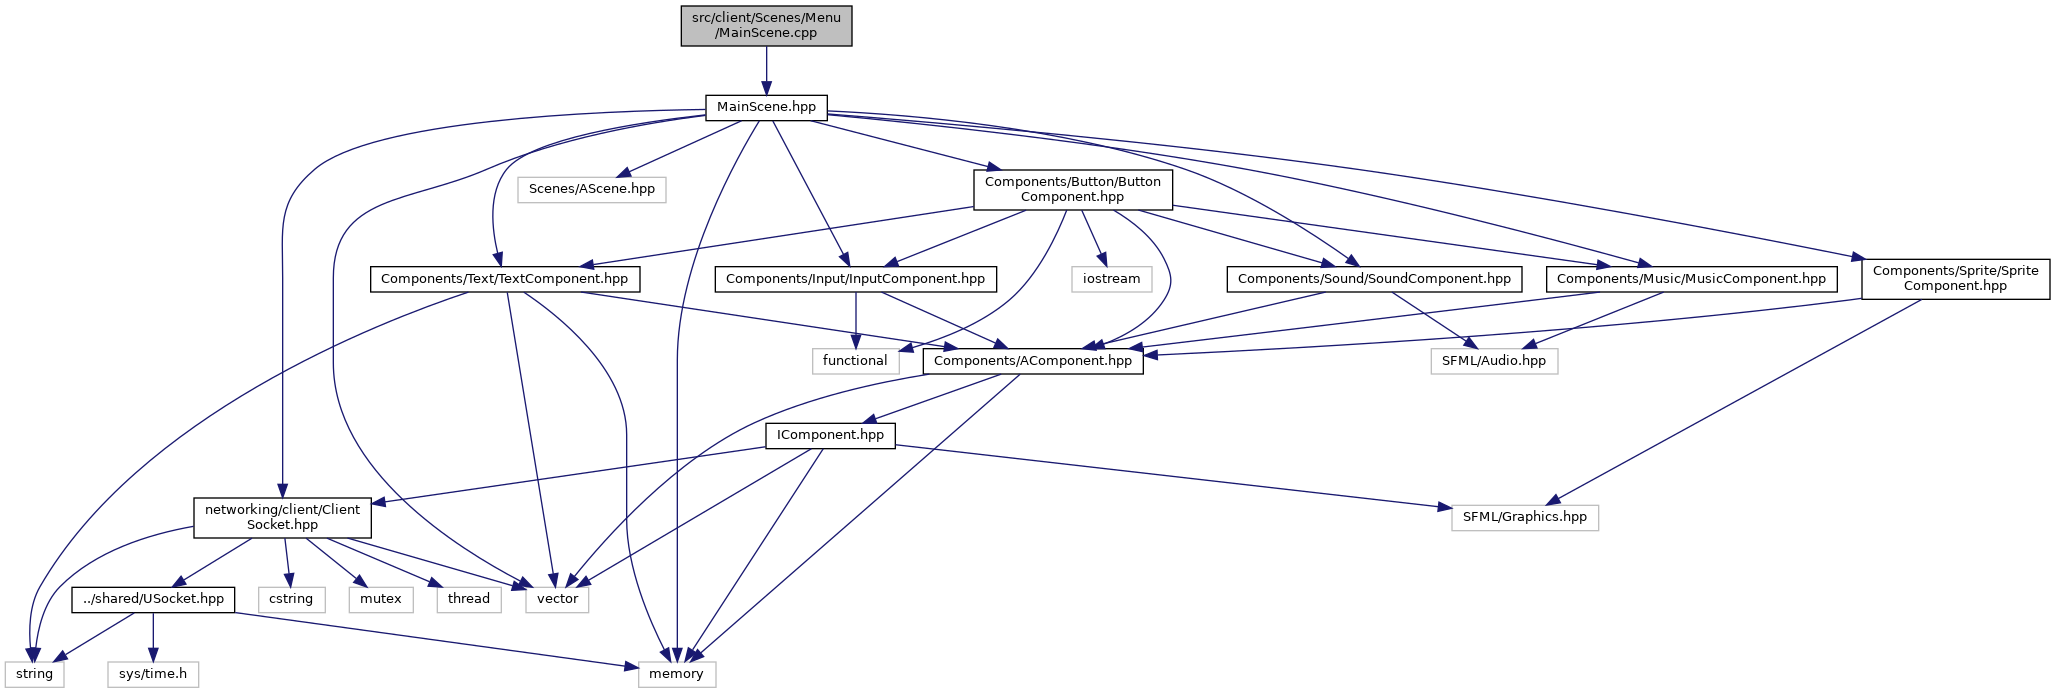 src/client/Scenes/Menu
/MainScene.cpp
MainScene.hpp
Scenes/AScene.hpp
Components/Button/Button
Component.hpp
Components/Text/TextComponent.hpp
Components/Input/InputComponent.hpp
iostream
Components/Sound/SoundComponent.hpp
Components/Music/MusicComponent.hpp
Components/Sprite/Sprite
Component.hpp
functional
Components/AComponent.hpp
SFML/Audio.hpp
IComponent.hpp
networking/client/Client
Socket.hpp
SFML/Graphics.hpp
../shared/USocket.hpp
cstring
mutex
thread
vector
string
sys/time.h
memory